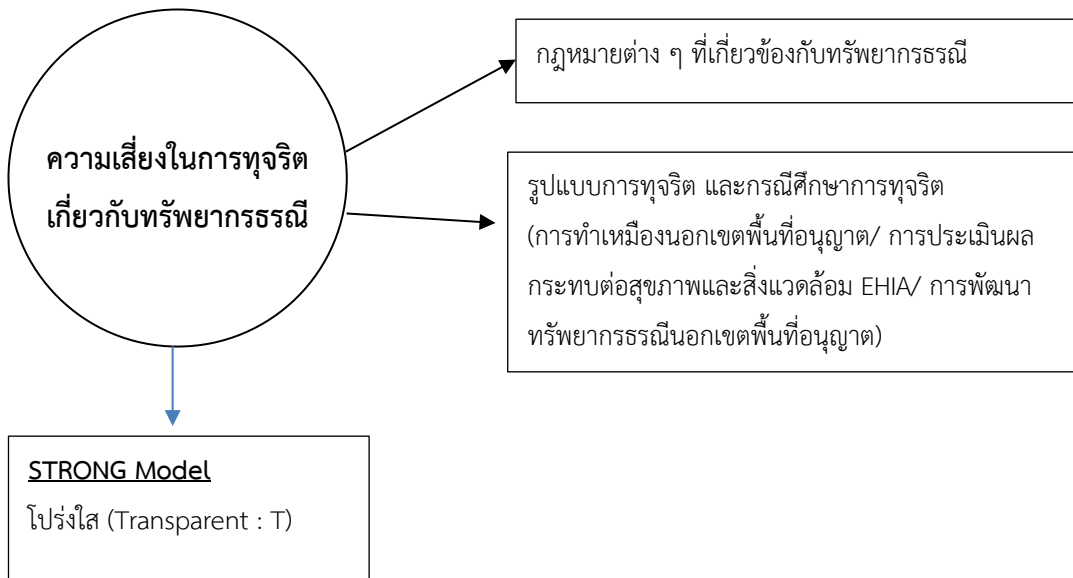 ความเสี่ยงในการทุจริต
เกี่ยวกับทรัพยากรธรณี
กฎหมายต่าง ๆ ที่เกี่ยวข้องกับทรัพยากรธรณี
รูปแบบการทุจริต และกรณีศึกษาการทุจริต
(การทำเหมืองนอกเขตพื้นที่อนุญาต/ การประเมินผล
กระทบต่อสุขภาพและสิ่งแวดล้อม EHIA/ การพัฒนา
ทรัพยากรธรณีนอกเขตพื้นที่อนุญาต)
STRONG Model
โปร่งใส (Transparent : T)